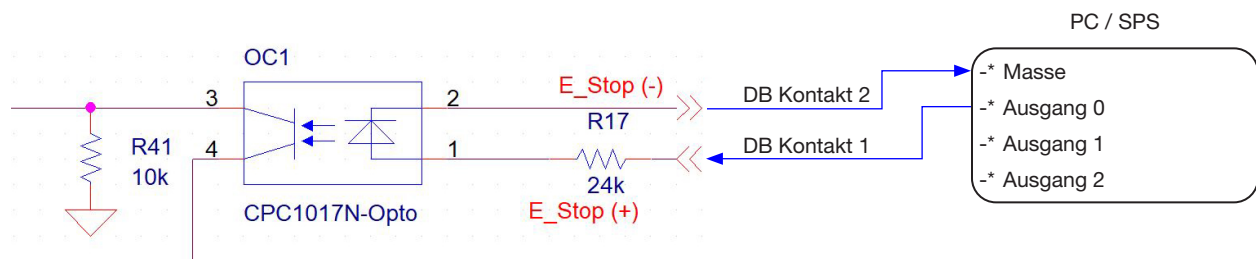 PC / SPS
OC1
3
2
E_Stop (-)
DB Kontakt 2
-* Masse
R17
-* Ausgang 0
R41
10k
4
1
DB Kontakt 1
-* Ausgang 1
24k
-* Ausgang 2
CPC1017N-Opto
E_Stop (+)